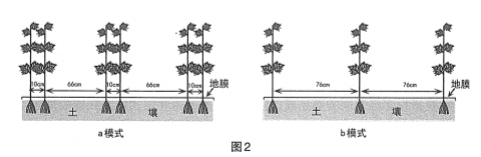 10cm 66cm 10cm 66cm 10cm 地膜
土 壤
a模式
76cm 76cm 地膜
土 壤
b模式
图2